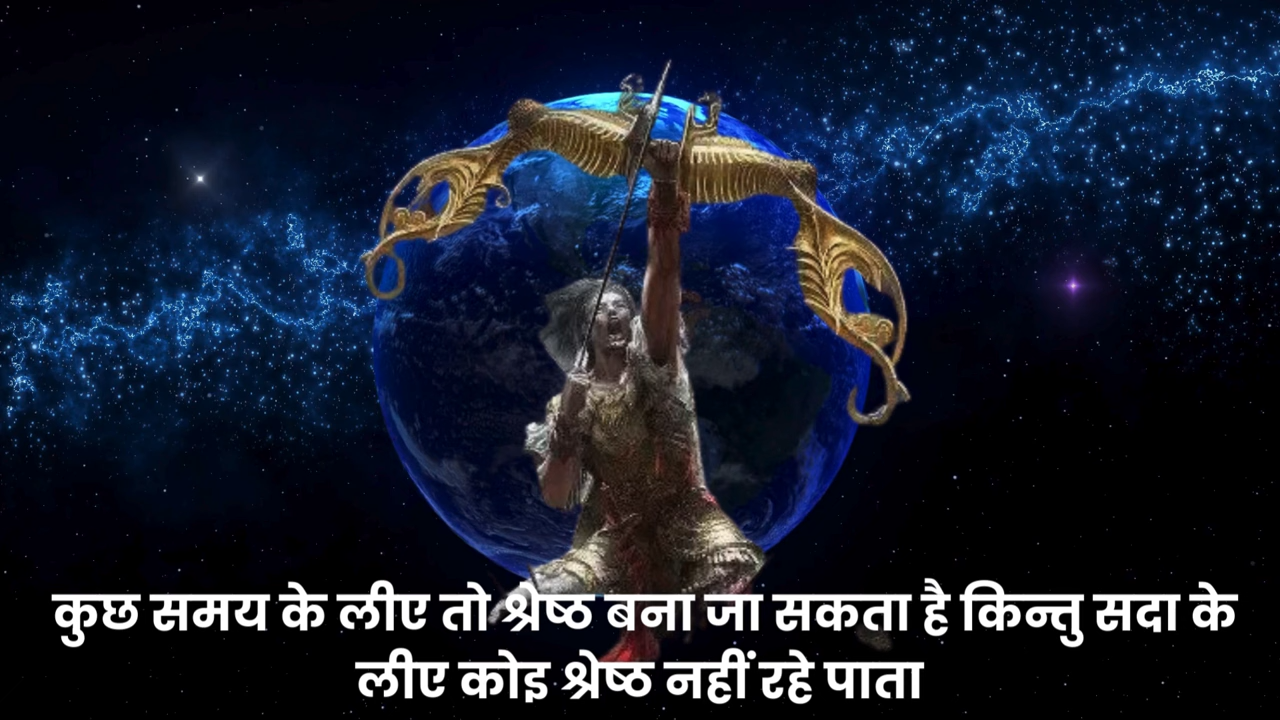 कुछ समय के लीए तो श्रेष्ठ बना जा सकता है किन्तु सदा के
लीए कोइ श्रेष्ठ नहीं रहे पाता